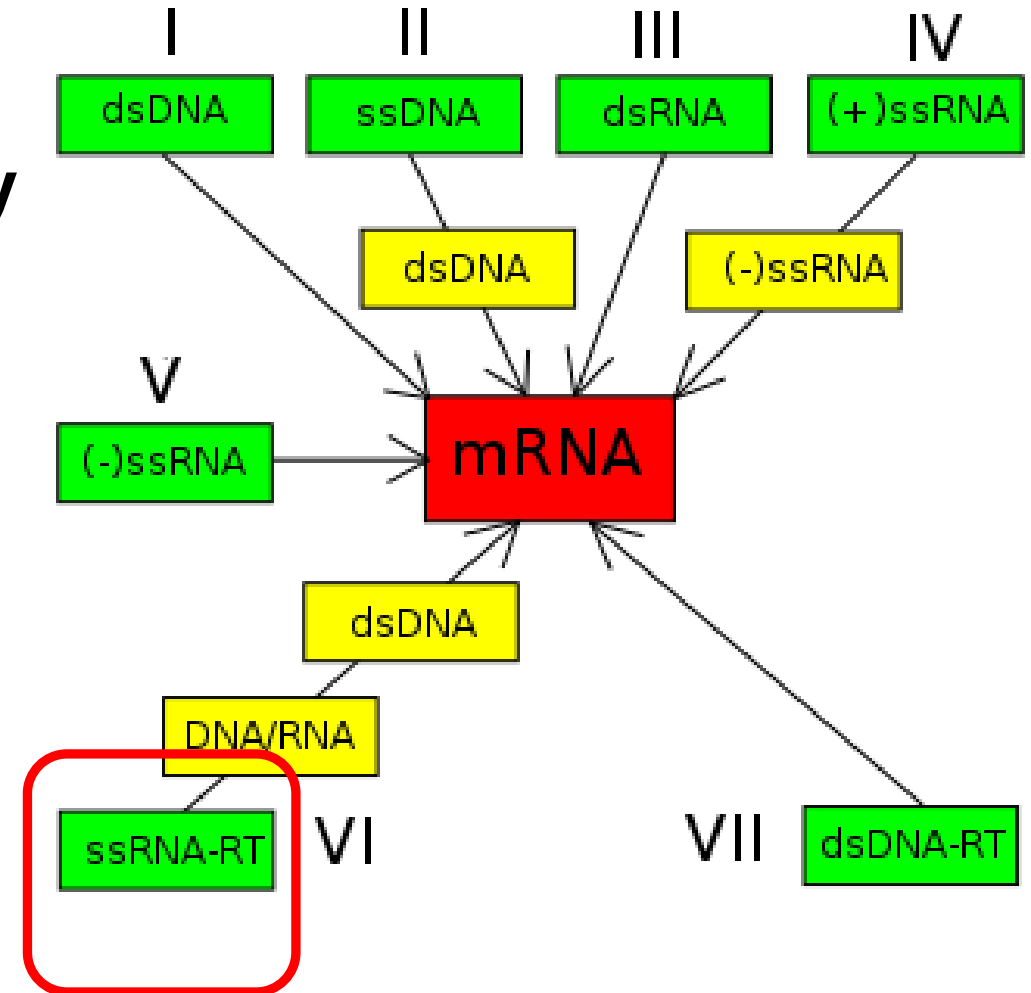 I II III IV
dsDNA ssDNA dsRNA (+)ssRNA
y
dsDNA (-)ssRNA
V
(-)ssRNA mRNA
dsDNA
DNA/RNA
ssRNA-RT VI VII dsDNA-RT